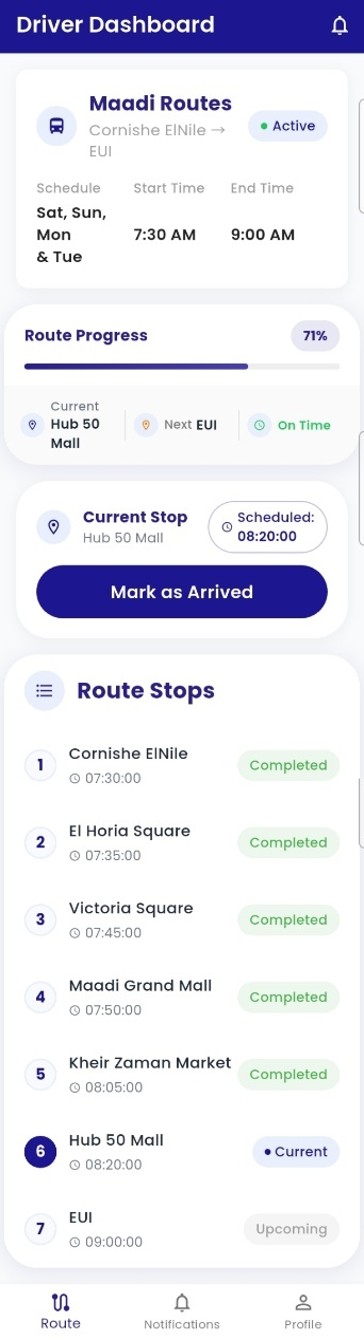 Driver Dashboard
Maadi Routes
Cornishe ElNile →
EUI
Active
Schedule
Start Time
End Time
Sat, Sun,
Mon
& Tue
7:30 AM
9:00 AM
Route Progress
71%
Current
Hub 50
Mall
Next EUI
On Time
Current Stop
Hub 50 Mall
Scheduled:
08:20:00
Mark as Arrived
Route Stops
1
Cornishe ElNile
07:30:00
Completed
2
El Horia Square
07:35:00
Completed
3
Victoria Square
07:45:00
Completed
4
Maadi Grand Mall
07:50:00
Completed
5
Kheir Zaman Market
08:05:00
Completed
6
Hub 50 Mall
08:20:00
Current
7
EUI
09:00:00
Upcoming
Route
Notifications
Profile